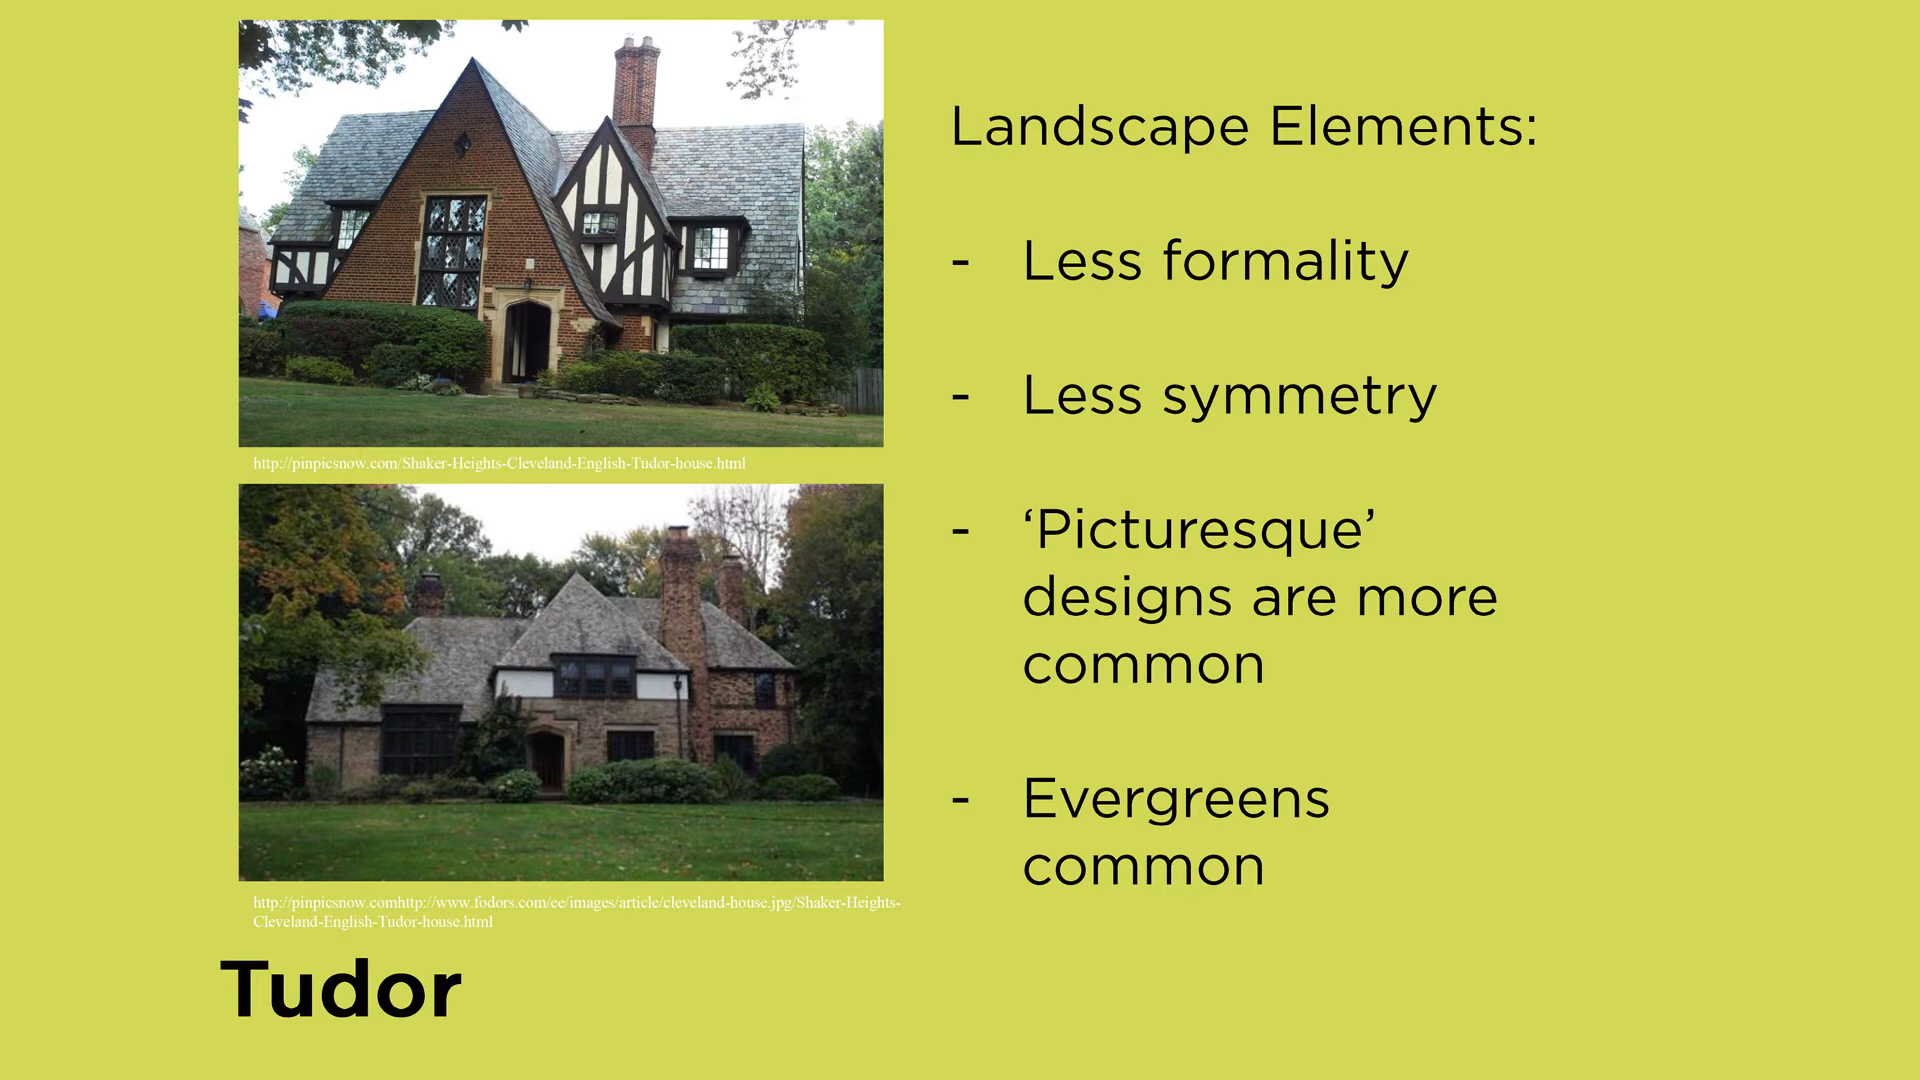 Landscape Elements:
- Less formality
- Less symmetry
- ‘Picturesque’
designs are more
common
- Evergreens
common
http://pinpicsnow.com/Shaker-Heights-Cleveland-English-Tudor-house.html
http://pinpicsnow.comhttp://www.fodors.com/ee/images/article/cleveland-house.jpg/Shaker-Heights-
Cleveland-English-Tudor-house.html
Tudor